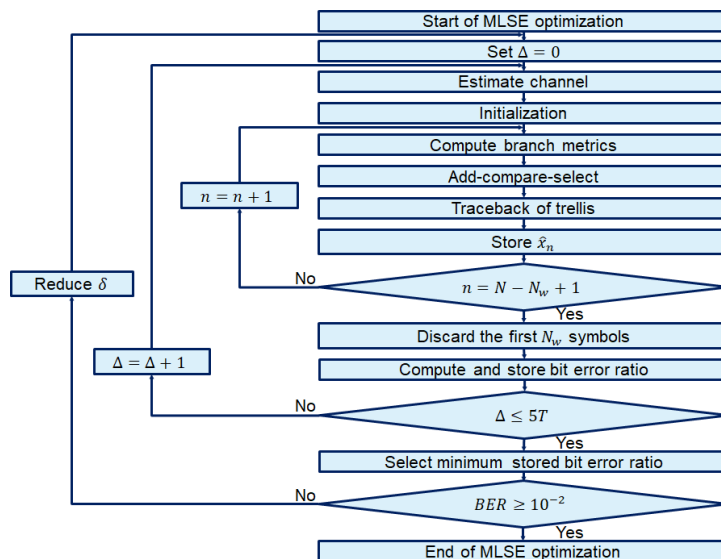 Start of MLSE optimization
Set Δ = 0
Estimate channel
Initialization
Compute branch metrics
Add-compare-select
n = n + 1
Traceback of trellis
Store x̂ₙ
No
Reduce δ
n = N − N_w + 1
Yes
Discard the first N_w symbols
Δ = Δ + 1
Compute and store bit error ratio
No
Δ ≤ 5T
Yes
Select minimum stored bit error ratio
No
BER ≥ 10⁻²
Yes
End of MLSE optimization